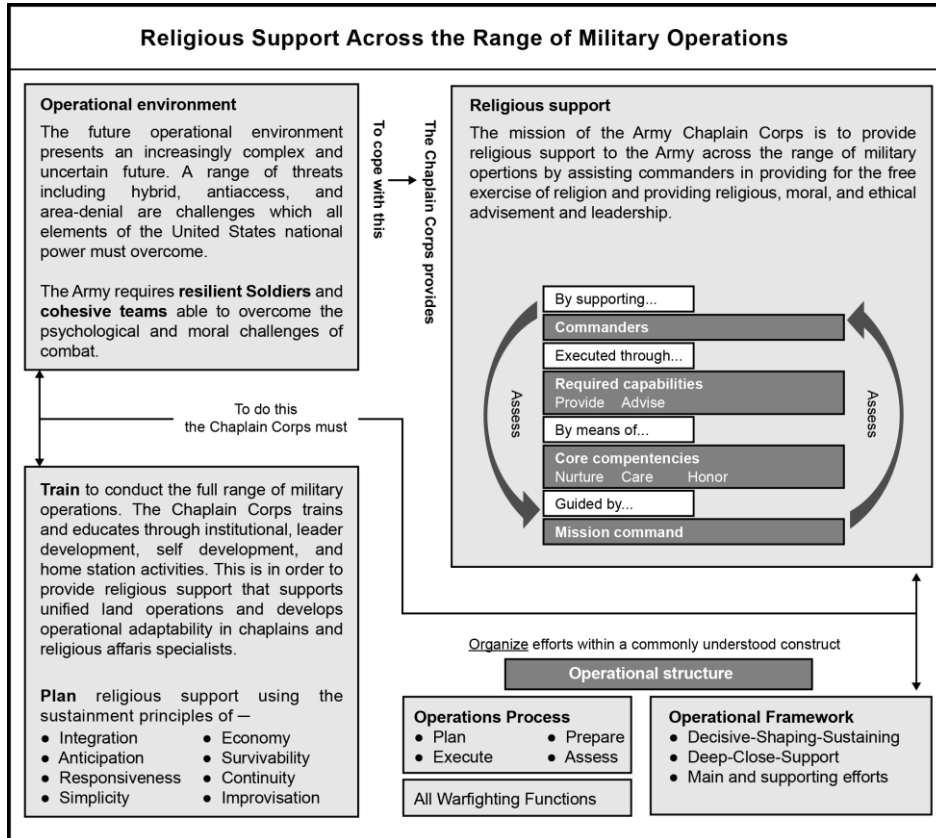 Religious Support Across the Range of Military Operations
Operational environment
The future operational environment
presents an increasingly complex and
uncertain future. A range of threats
including hybrid, antiaccess, and
area-denial are challenges which all
elements of the United States national
power must overcome.
The Army requires resilient Soldiers and
cohesive teams able to overcome the
psychological and moral challenges of
combat.
To cope with this
The Chaplain Corps provides
Religious support
The mission of the Army Chaplain Corps is to provide
religious support to the Army across the range of military
opertions by assisting commanders in providing for the free
exercise of religion and providing religious, moral, and ethical
advisement and leadership.
By supporting...
Commanders
Executed through...
Required capabilities
Provide Advise
By means of...
Core compentencies
Nurture Care Honor
Guided by...
Mission command
Assess
Assess
To do this
the Chaplain Corps must
Train to conduct the full range of military
operations. The Chaplain Corps trains
and educates through institutional, leader
development, self development, and
home station activities. This is in order to
provide religious support that supports
unified land operations and develops
operational adaptability in chaplains and
religious affaris specialists.
Plan religious support using the
sustainment principles of —
● Integration
● Anticipation
● Responsiveness
● Simplicity
● Economy
● Survivability
● Continuity
● Improvisation
Organize efforts within a commonly understood construct
Operational structure
Operations Process
● Plan ● Prepare
● Execute ● Assess
All Warfighting Functions
Operational Framework
● Decisive-Shaping-Sustaining
● Deep-Close-Support
● Main and supporting efforts